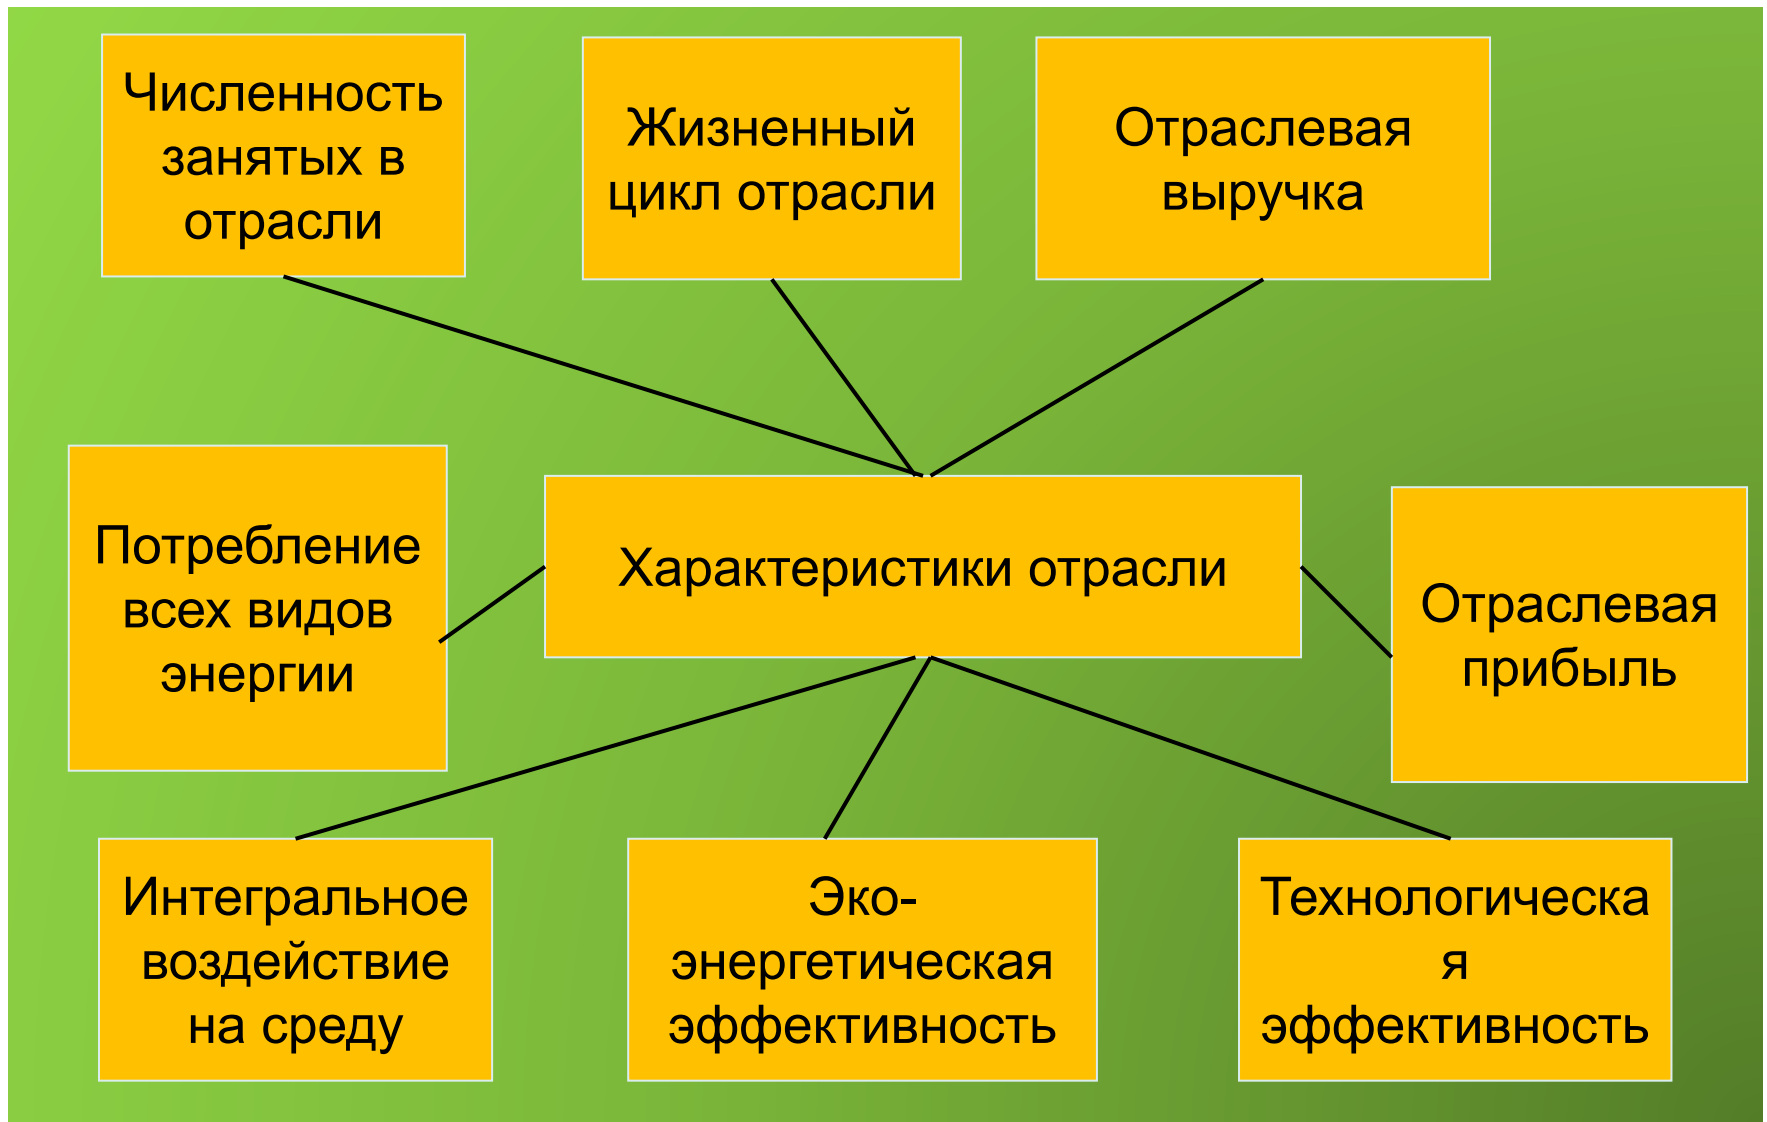 Численность
занятых в
отрасли
Жизненный
цикл отрасли
Отраслевая
выручка
Потребление
всех видов
энергии
Характеристики отрасли
Отраслевая
прибыль
Интегральное
воздействие
на среду
Эко-
энергетическая
эффективность
Технологическа
я
эффективность